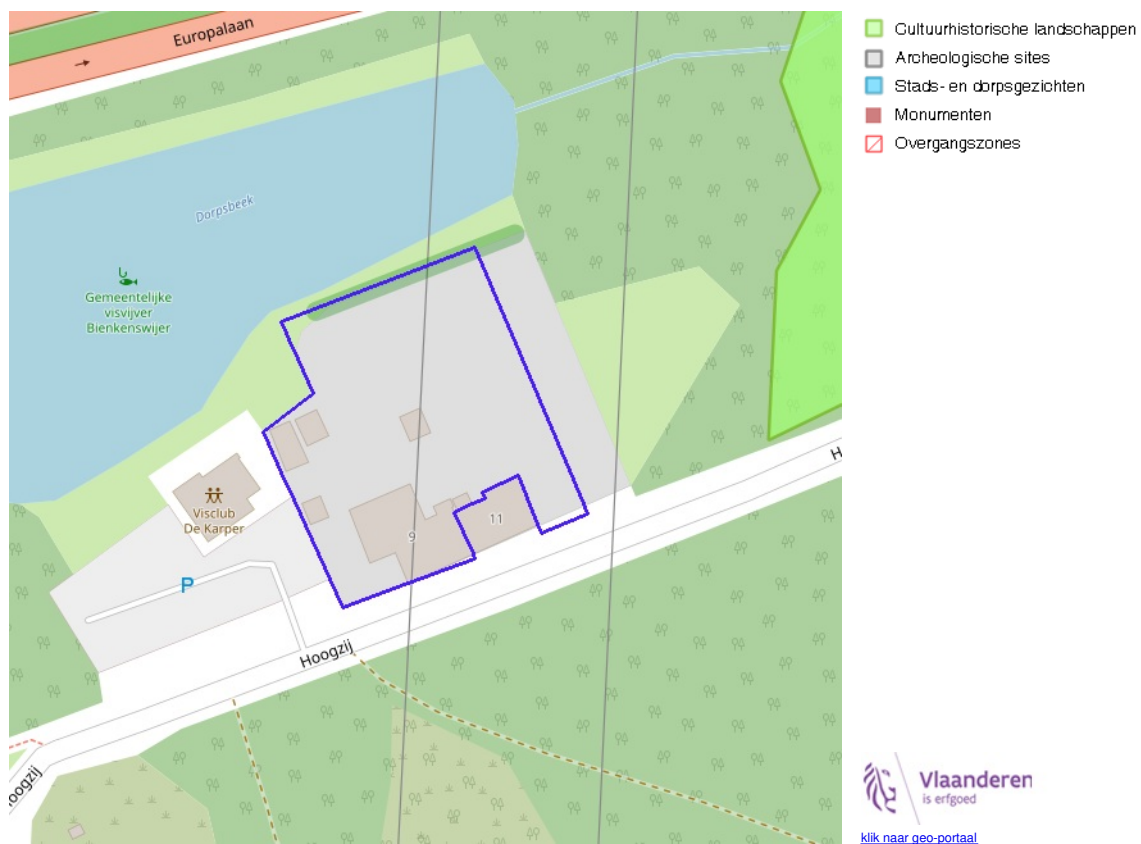 Europalaan
Dorpsbeek
Gemeentelijke
visvijver
Bienkenswijer
Visclub
De Karper
9
11
P
Hoogzij
H
oogzij
Cultuurhistorische landschappen
Archeologische sites
Stads- en dorpsgezichten
Monumenten
Overgangszones
Vlaanderen
is erfgoed
klik naar geo-portaal